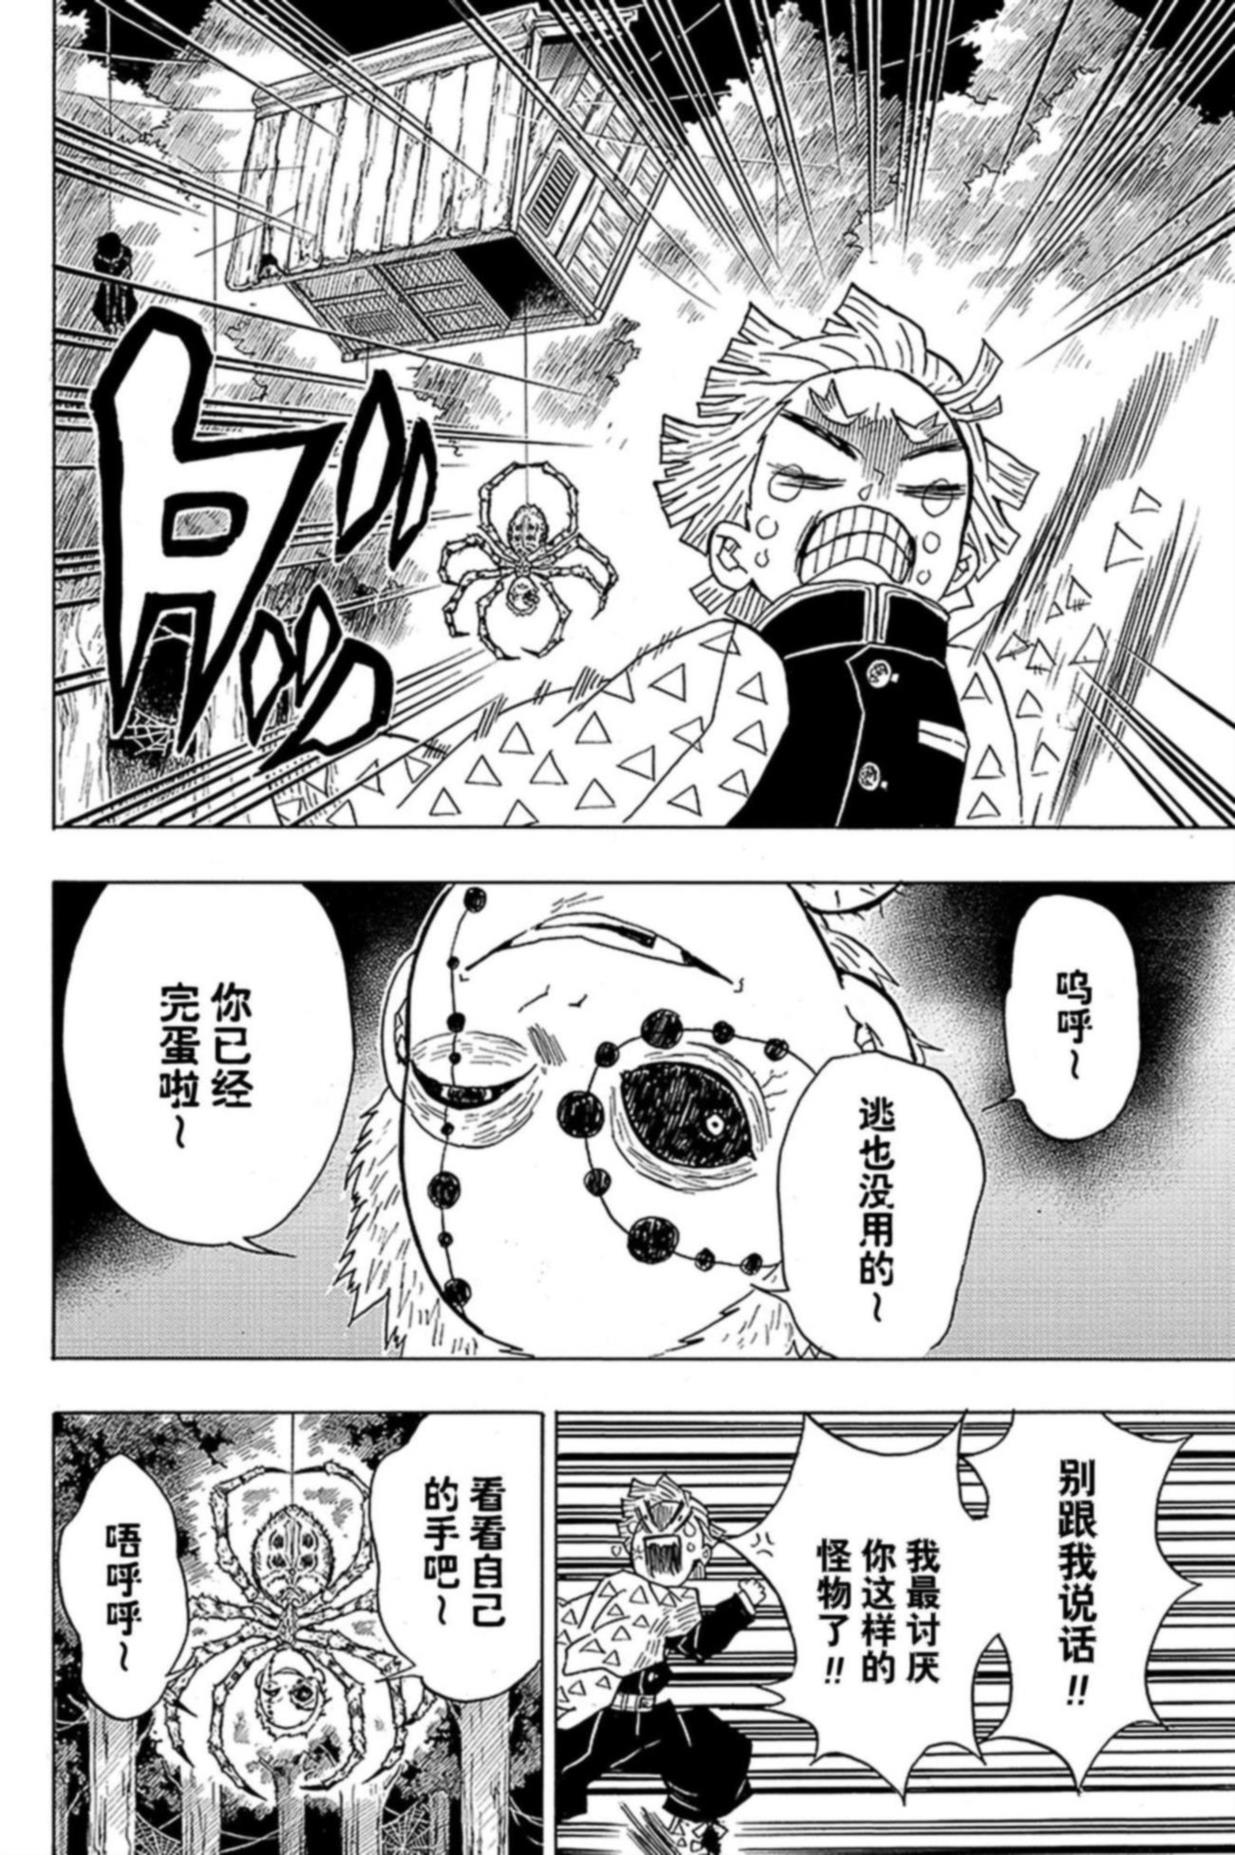 呜呼～
逃也没用的～
你已经
完蛋啦～
别跟我说话!!
我最讨厌
你这样的
怪物了!!
看看自己
的手吧～
唔呼呼～